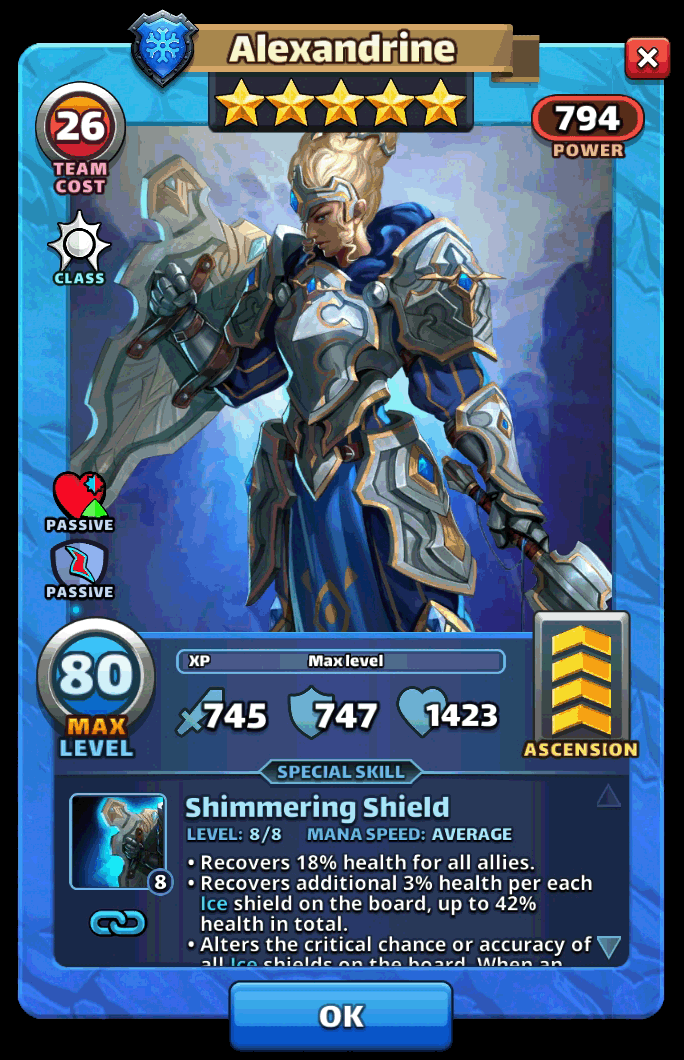 Alexandrine
26
TEAM
COST
794
POWER
CLASS
PASSIVE
PASSIVE
80
MAX
LEVEL
XP Max level
745 747 1423
ASCENSION
SPECIAL SKILL
Shimmering Shield
LEVEL: 8/8 MANA SPEED: AVERAGE
8
• Recovers 18% health for all allies.
• Recovers additional 3% health per each
Ice shield on the board, up to 42%
health in total.
• Alters the critical chance or accuracy of
all Ice shields on the board. When an
OK